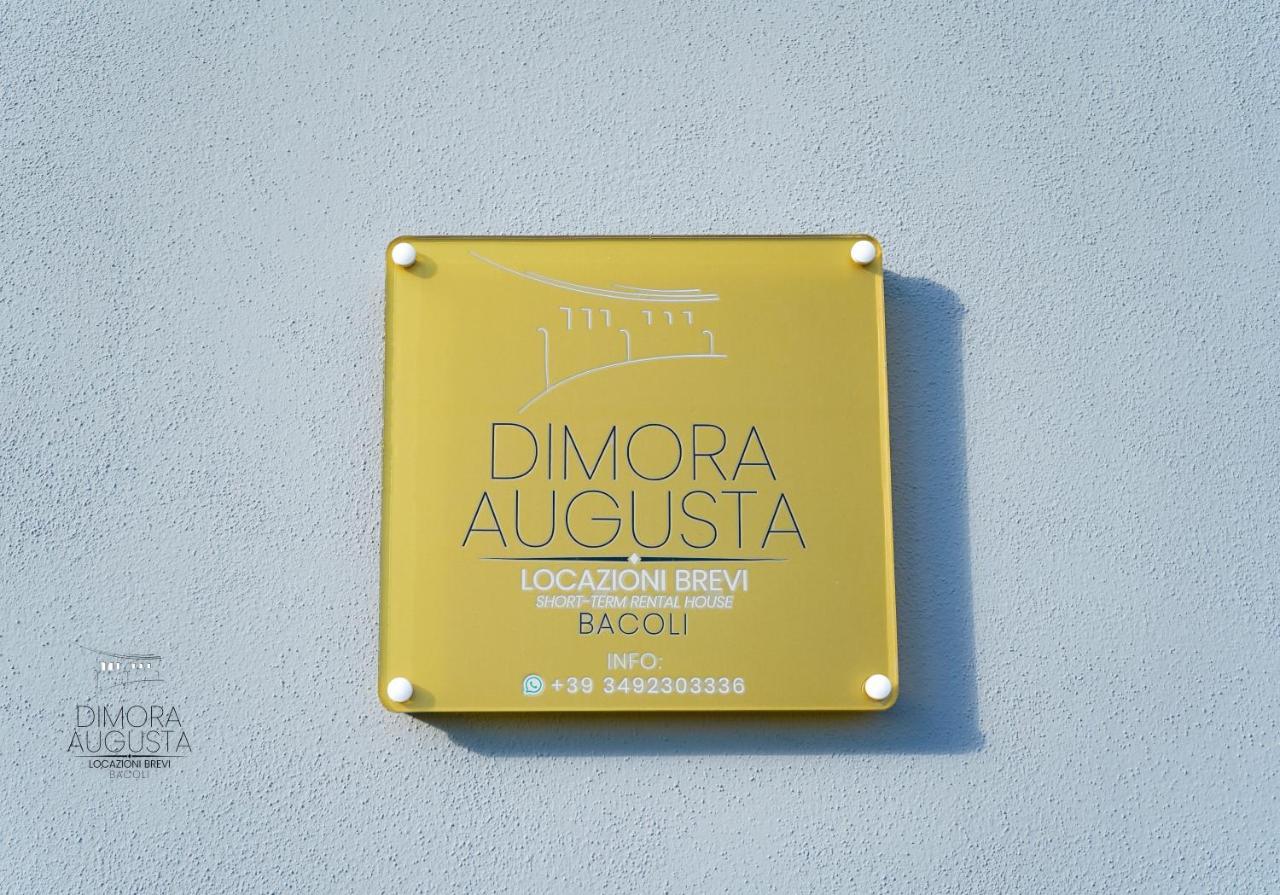 DIMORA
AUGUSTA
LOCAZIONI BREVI
SHORT-TERM RENTAL HOUSE
BACOLI
INFO:
+39 3492303336
DIMORA
AUGUSTA
LOCAZIONI BREVI
BACOLI